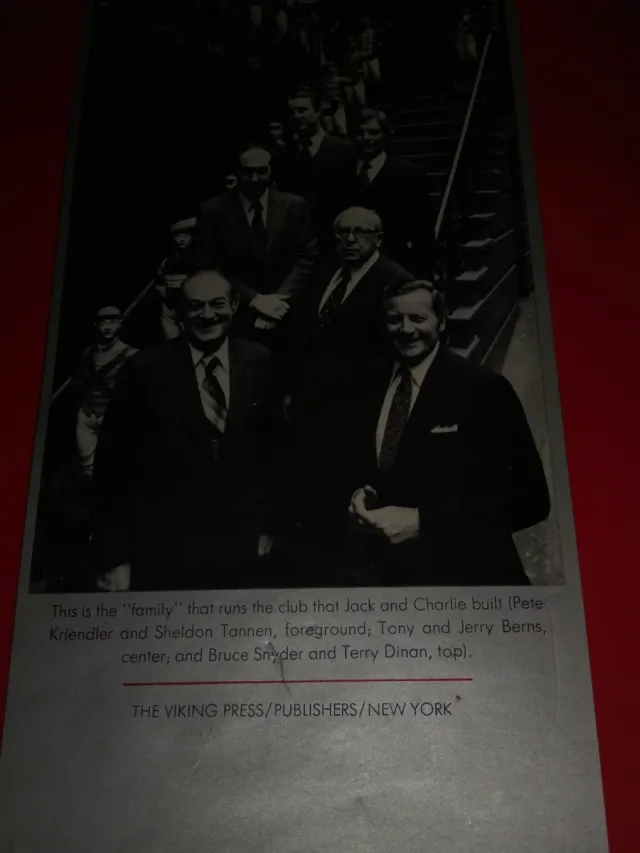 This is the "family" that runs the club that Jack and Charlie built (Pete
Kriendler and Sheldon Tannen, foreground; Tony and Jerry Berns,
center; and Bruce Snyder and Terry Dinan, top).
THE VIKING PRESS/PUBLISHERS/NEW YORK